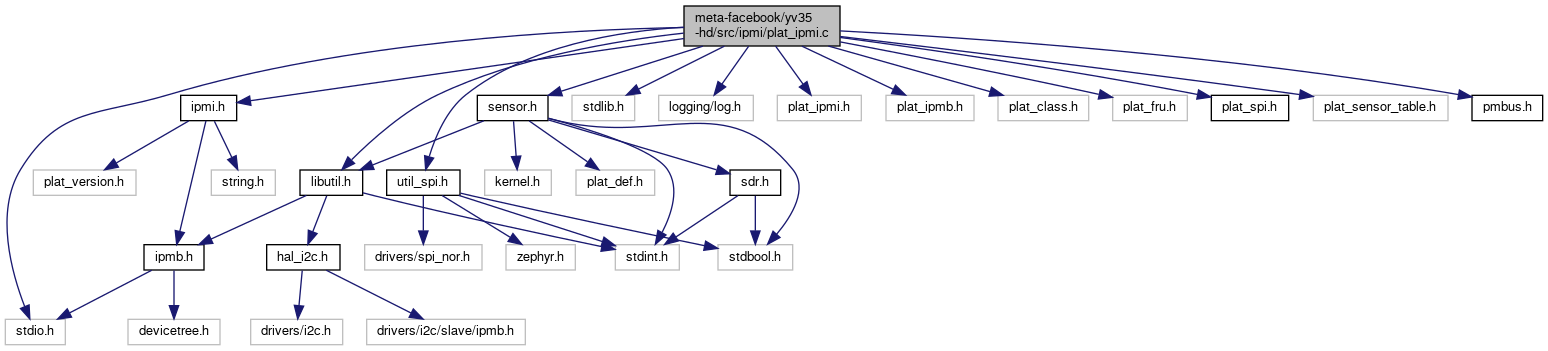 meta-facebook/yv35
-hd/src/ipmi/plat_ipmi.c
ipmi.h
sensor.h
stdlib.h
logging/log.h
plat_ipmi.h
plat_ipmb.h
plat_class.h
plat_fru.h
plat_spi.h
plat_sensor_table.h
pmbus.h
plat_version.h
string.h
libutil.h
util_spi.h
kernel.h
plat_def.h
sdr.h
ipmb.h
hal_i2c.h
drivers/spi_nor.h
zephyr.h
stdint.h
stdbool.h
stdio.h
devicetree.h
drivers/i2c.h
drivers/i2c/slave/ipmb.h